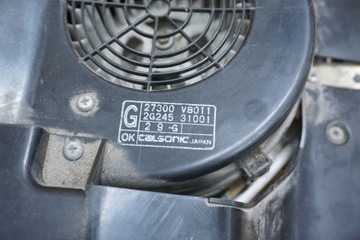 G
27300 VB011
2G245 31001
2 9 -G
OK CALSONIC JAPAN